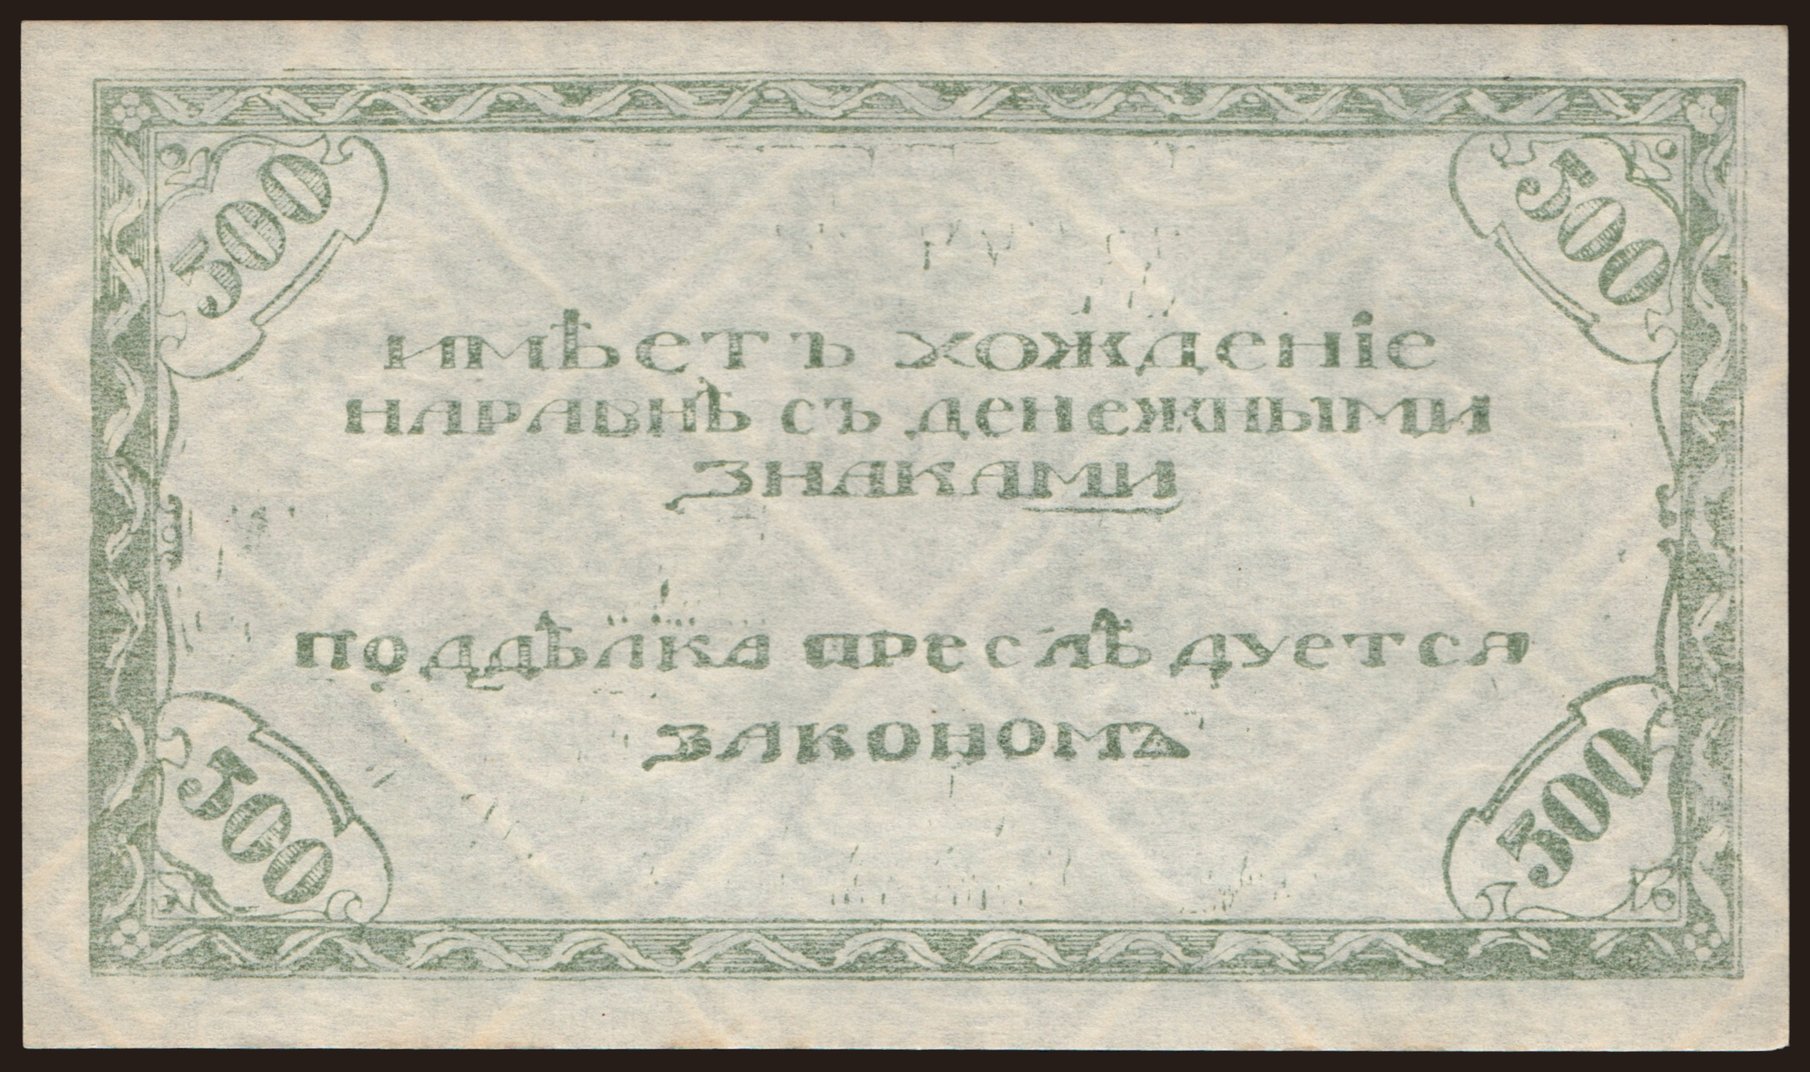 500 500
имѣетъ хожденіе
наравнѣ съ денежными
знаками
поддѣлка преслѣдуется
закономъ
500 500